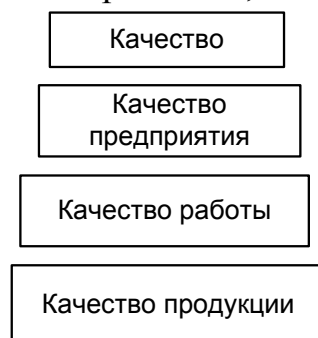 Качество
Качество
предприятия
Качество работы
Качество продукции